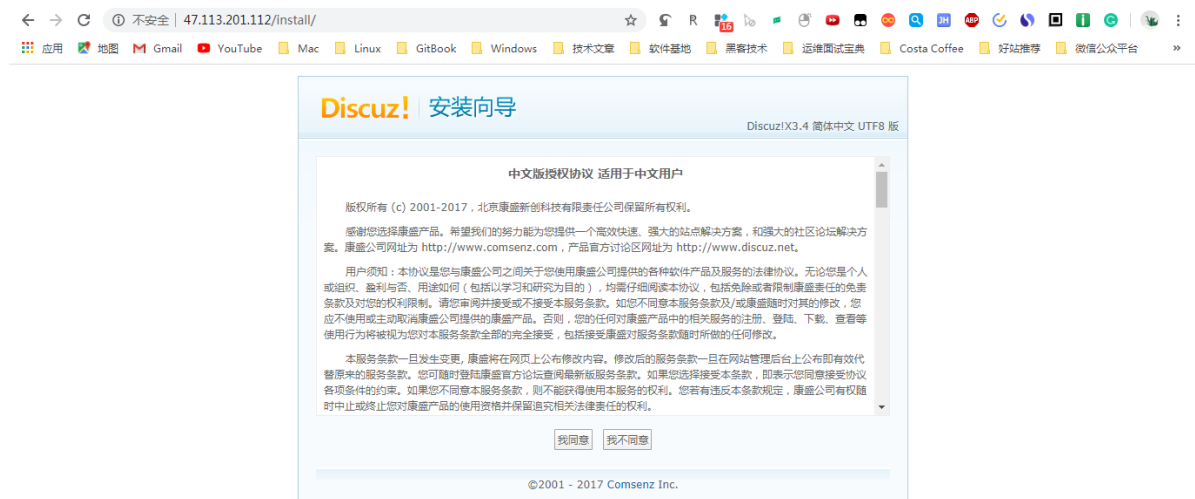 不安全 47.113.201.112/install/
16
应用 地图 Gmail YouTube Mac Linux GitBook Windows 技术文章 软件基地 黑客技术 运维面试宝典 Costa Coffee 好站推荐 微信公众平台 »
Discuz! 安装向导
Discuz!X3.4 简体中文 UTF8 版
中文版授权协议 适用于中文用户
版权所有 (c) 2001-2017，北京康盛新创科技有限责任公司保留所有权利。
感谢您选择康盛产品。希望我们的努力能为您提供一个高效快速、强大的站点解决方案，和强大的社区论坛解决方
案。康盛公司网址为 http://www.comsenz.com，产品官方讨论区网址为 http://www.discuz.net。
用户须知：本协议是您与康盛公司之间关于您使用康盛公司提供的各种软件产品及服务的法律协议。无论您是个人
或组织、盈利与否、用途如何（包括以学习和研究为目的），均需仔细阅读本协议，包括免除或者限制康盛责任的免责
条款及对您的权利限制。请您审阅并接受或不接受本服务条款。如您不同意本服务条款及/或康盛随时对其的修改，您
应不使用或主动取消康盛公司提供的康盛产品。否则，您的任何对康盛产品中的相关服务的注册、登陆、下载、查看等
使用行为将被视为您对本服务条款全部的完全接受，包括接受康盛对服务条款随时所做的任何修改。
本服务条款一旦发生变更, 康盛将在网页上公布修改内容。修改后的服务条款一旦在网站管理后台上公布即有效代
替原来的服务条款。您可随时登陆康盛官方论坛查阅最新版服务条款。如果您选择接受本条款，即表示您同意接受协议
各项条件的约束。如果您不同意本服务条款，则不能获得使用本服务的权利。您若有违反本条款规定，康盛公司有权随
时中止或终止您对康盛产品的使用资格并保留追究相关法律责任的权利。
我同意 我不同意
©2001 - 2017 Comsenz Inc.